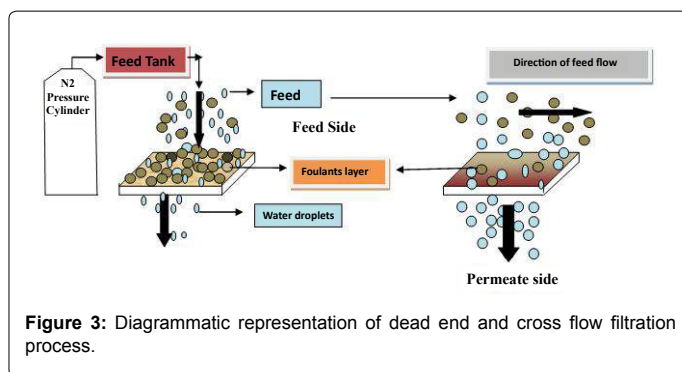 N2
Pressure
Cylinder
Feed Tank
Feed
Feed Side
Direction of feed flow
Foulants layer
Water droplets
Permeate side
Figure 3: Diagrammatic representation of dead end and cross flow filtration
process.